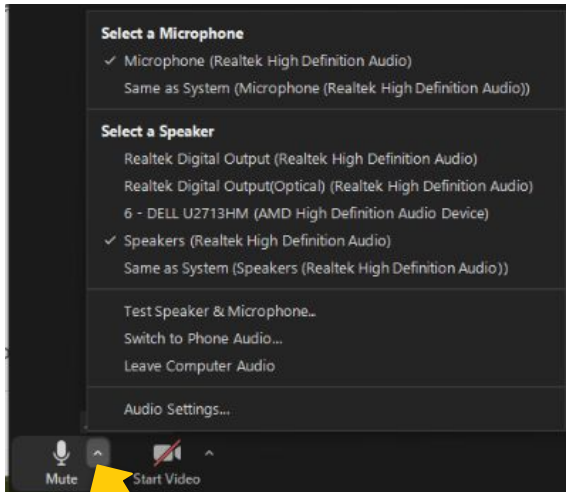 Select a Microphone
✓ Microphone (Realtek High Definition Audio)
Same as System (Microphone (Realtek High Definition Audio))
Select a Speaker
Realtek Digital Output (Realtek High Definition Audio)
Realtek Digital Output(Optical) (Realtek High Definition Audio)
6 - DELL U2713HM (AMD High Definition Audio Device)
✓ Speakers (Realtek High Definition Audio)
Same as System (Speakers (Realtek High Definition Audio))
Test Speaker & Microphone...
Switch to Phone Audio...
Leave Computer Audio
Audio Settings...
Mute Start Video